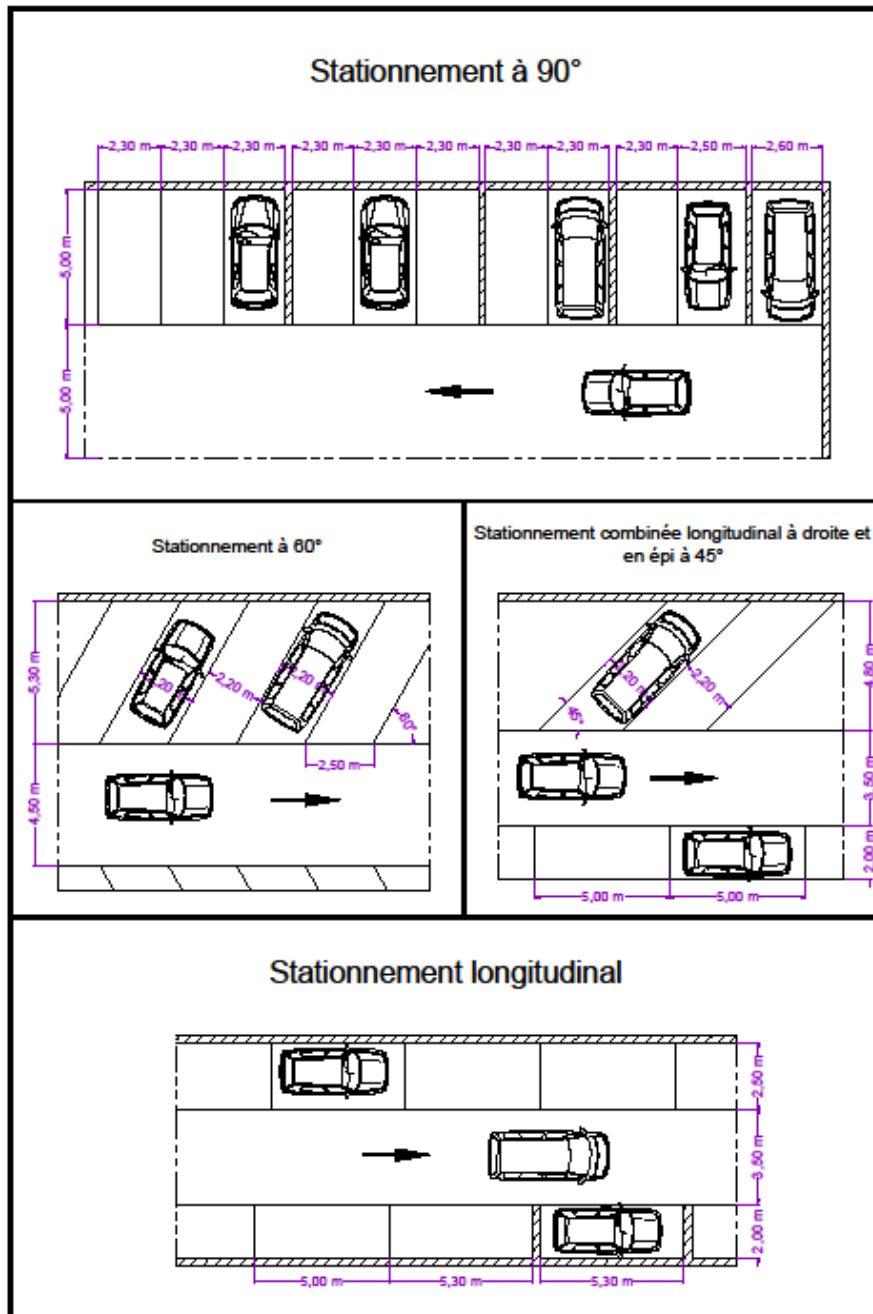 Stationnement à 90°
2,30 m 2,30 m 2,30 m 2,30 m 2,30 m 2,30 m 2,30 m 2,30 m 2,30 m 2,50 m 2,60 m
5,00 m
5,00 m
Stationnement à 60°
5,30 m
2,20 m
2,20 m
2,20 m
60°
2,50 m
4,50 m
Stationnement combinée longitudinal à droite et
en épi à 45°
4,80 m
2,20 m
2,20 m
45°
3,50 m
2,00 m
5,00 m 5,00 m
Stationnement longitudinal
2,50 m
3,50 m
2,00 m
5,00 m 5,30 m 5,30 m